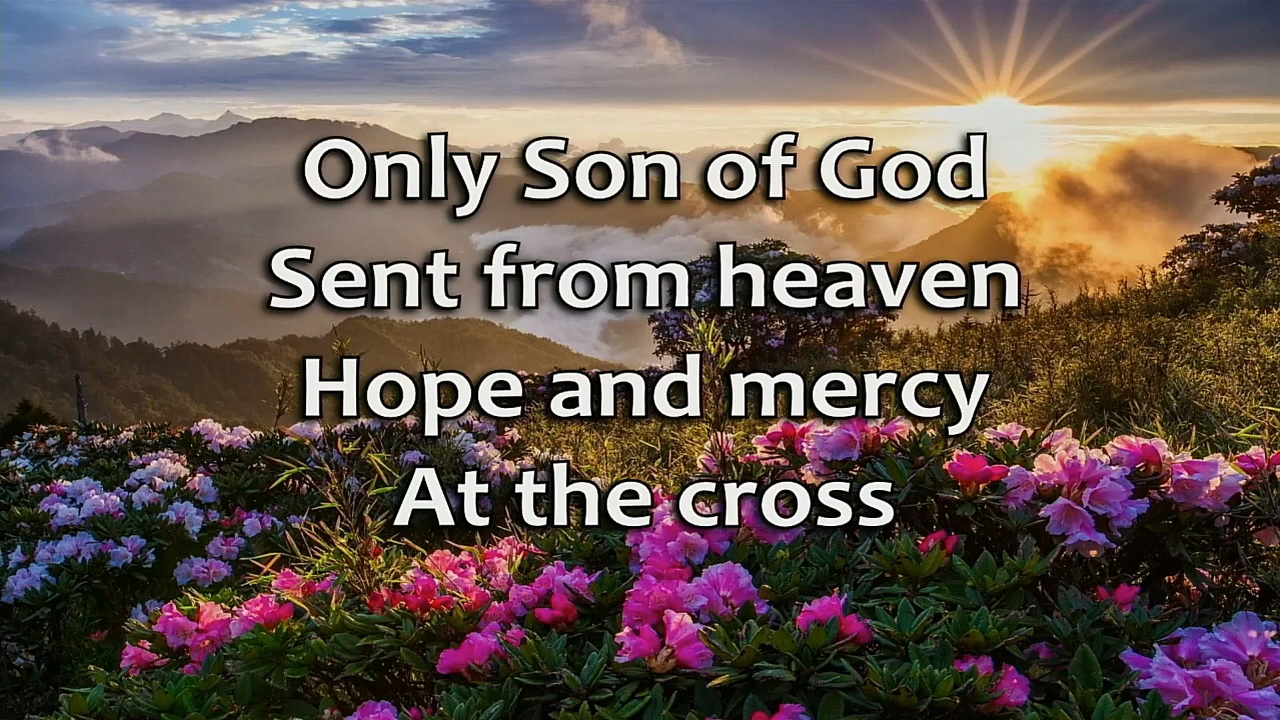 Only Son of God
Sent from heaven
Hope and mercy
At the cross